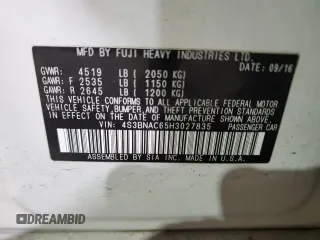 MFD BY FUJI HEAVY INDUSTRIES LTD. 09/16
GVWR: 4519 LB ( 2050 KG)
GAWR: F 2535 LB ( 1150 KG)
GAWR: R 2645 LB ( 1200 KG)
THIS VEHICLE CONFORMS TO ALL APPLICABLE FEDERAL MOTOR
VEHICLE SAFETY, BUMPER, AND THEFT PREVENTION STANDARDS
IN EFFECT ON THE DATE OF MANUFACTURE SHOWN ABOVE.
VIN : 4S3BNAC65H3027835 PASSENGER CAR
ASSEMBLED BY SIA INC. IN U.S.A.
DREAMBID
dreambid.com